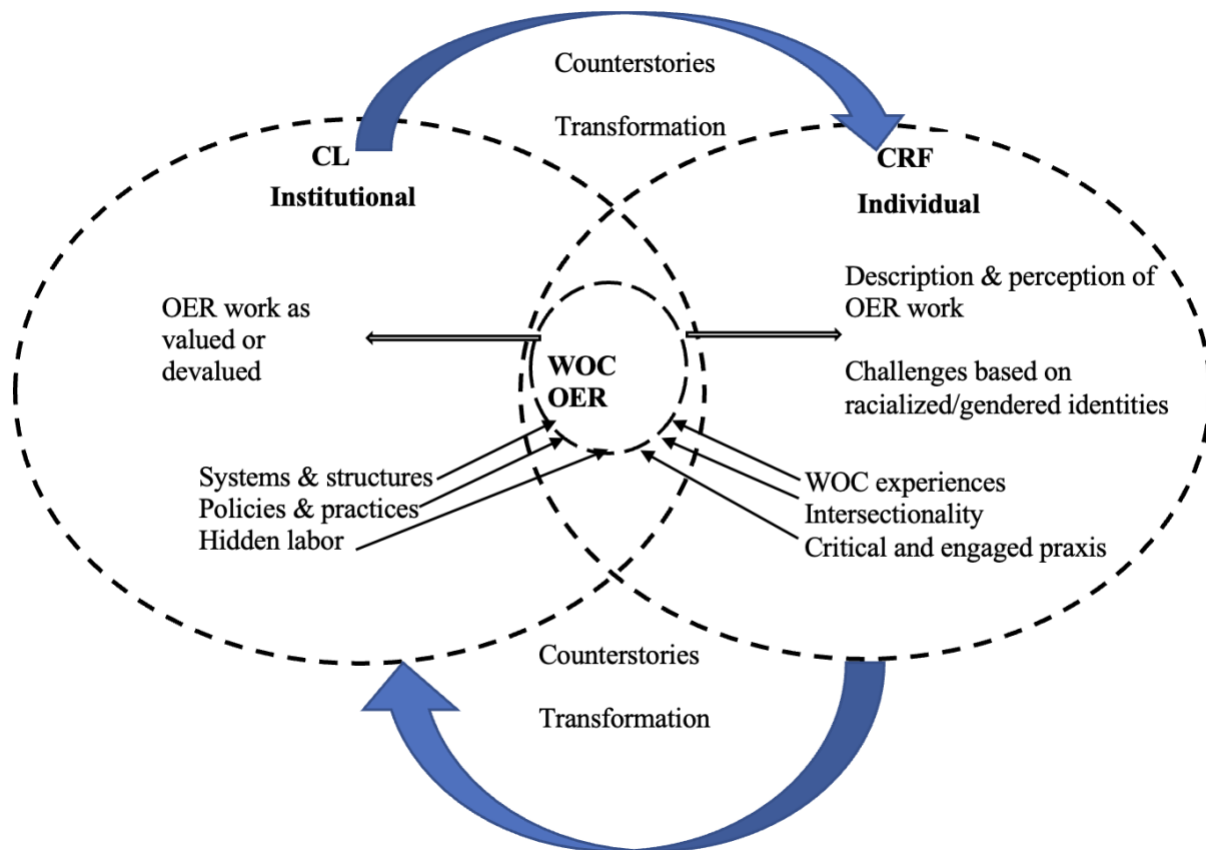 Counterstories
Transformation
CL
Institutional
CRF
Individual
OER work as
valued or
devalued
WOC
OER
Description & perception of
OER work
Challenges based on
racialized/gendered identities
Systems & structures
Policies & practices
Hidden labor
WOC experiences
Intersectionality
Critical and engaged praxis
Counterstories
Transformation